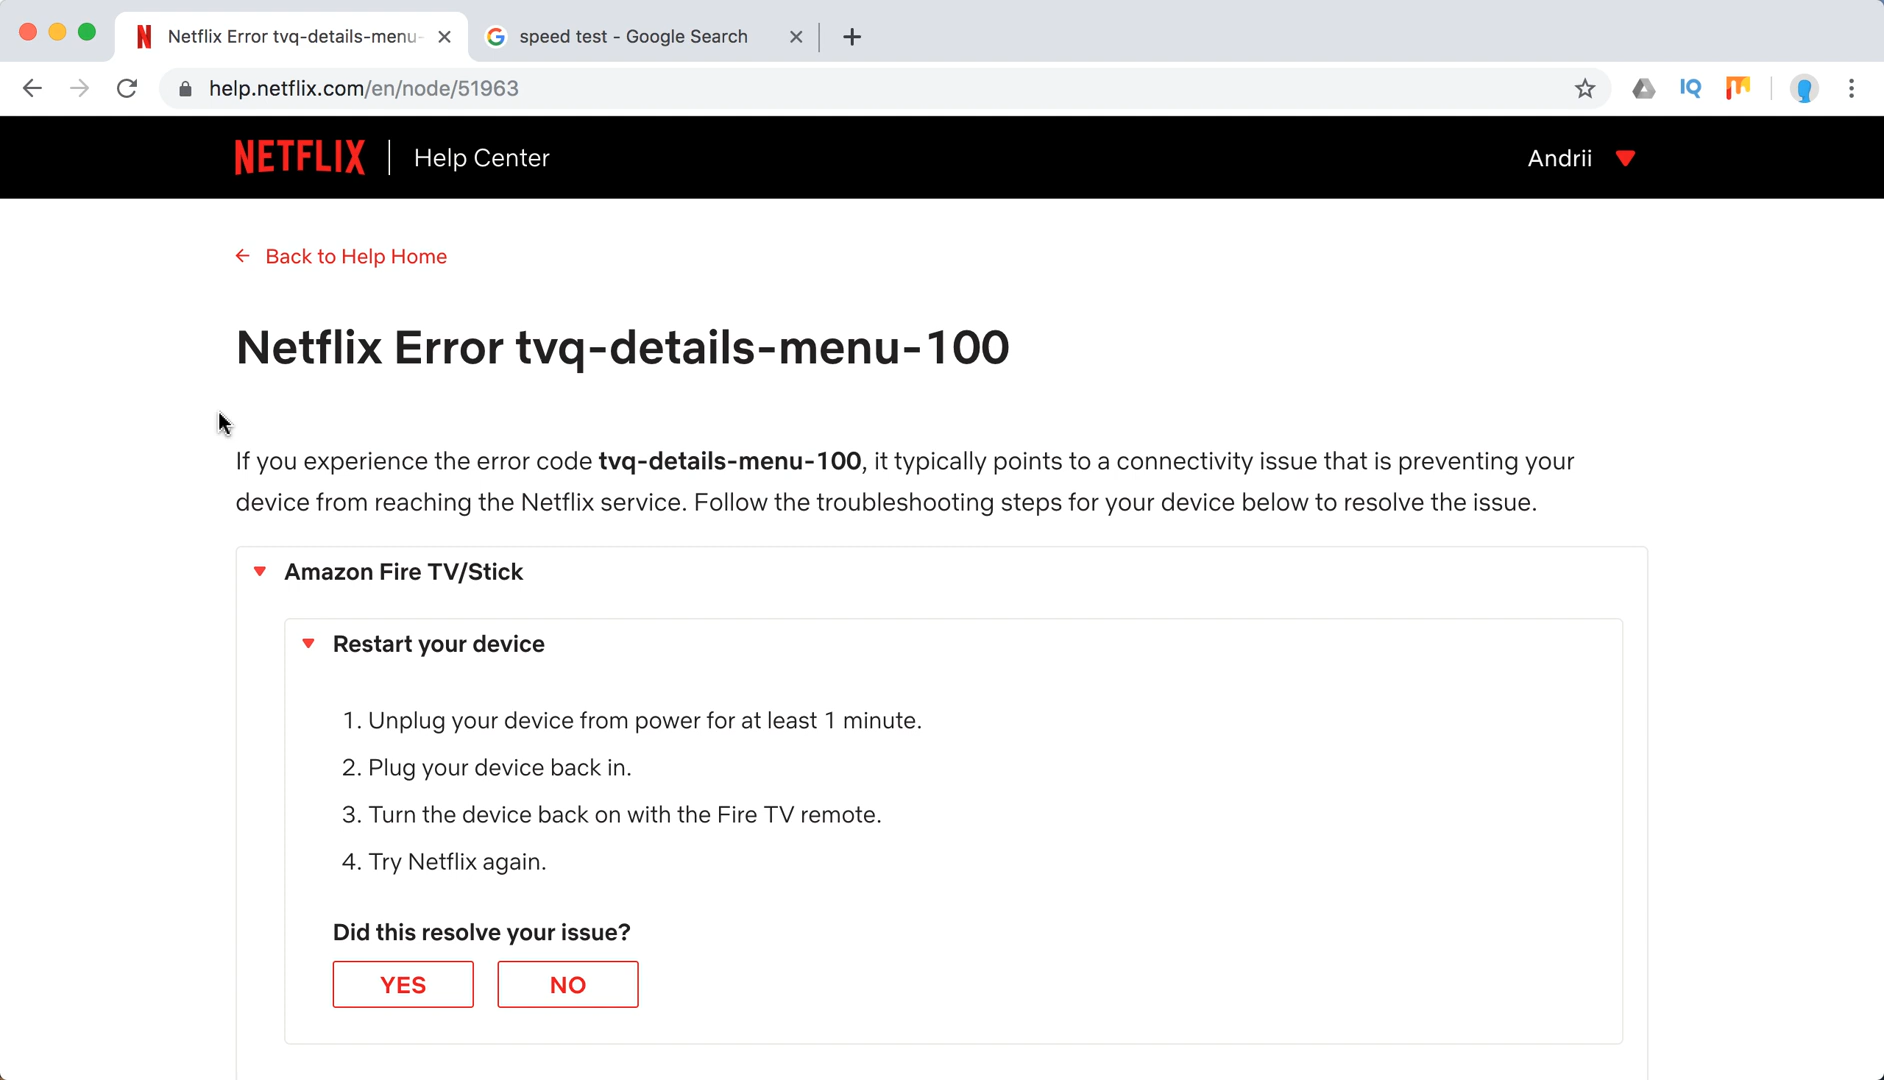 Netflix Error tvq-details-menu-
speed test - Google Search
help.netflix.com/en/node/51963
IQ
NETFLIX | Help Center
Andrii
← Back to Help Home
Netflix Error tvq-details-menu-100
If you experience the error code tvq-details-menu-100, it typically points to a connectivity issue that is preventing your
device from reaching the Netflix service. Follow the troubleshooting steps for your device below to resolve the issue.
Amazon Fire TV/Stick
Restart your device
1. Unplug your device from power for at least 1 minute.
2. Plug your device back in.
3. Turn the device back on with the Fire TV remote.
4. Try Netflix again.
Did this resolve your issue?
YES NO